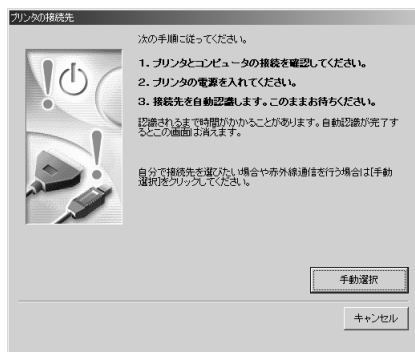 プリンタの接続先
次の手順に従ってください。
1. プリンタとコンピュータの接続を確認してください。
2. プリンタの電源を入れてください。
3. 接続先を自動認識します。このままお待ちください。
認識されるまで時間がかかることがあります。自動認識が完了す
るとこの画面は消えます。
自分で接続先を選びたい場合や赤外線通信を行う場合は[手動
選択]をクリックしてください。
手動選択
キャンセル